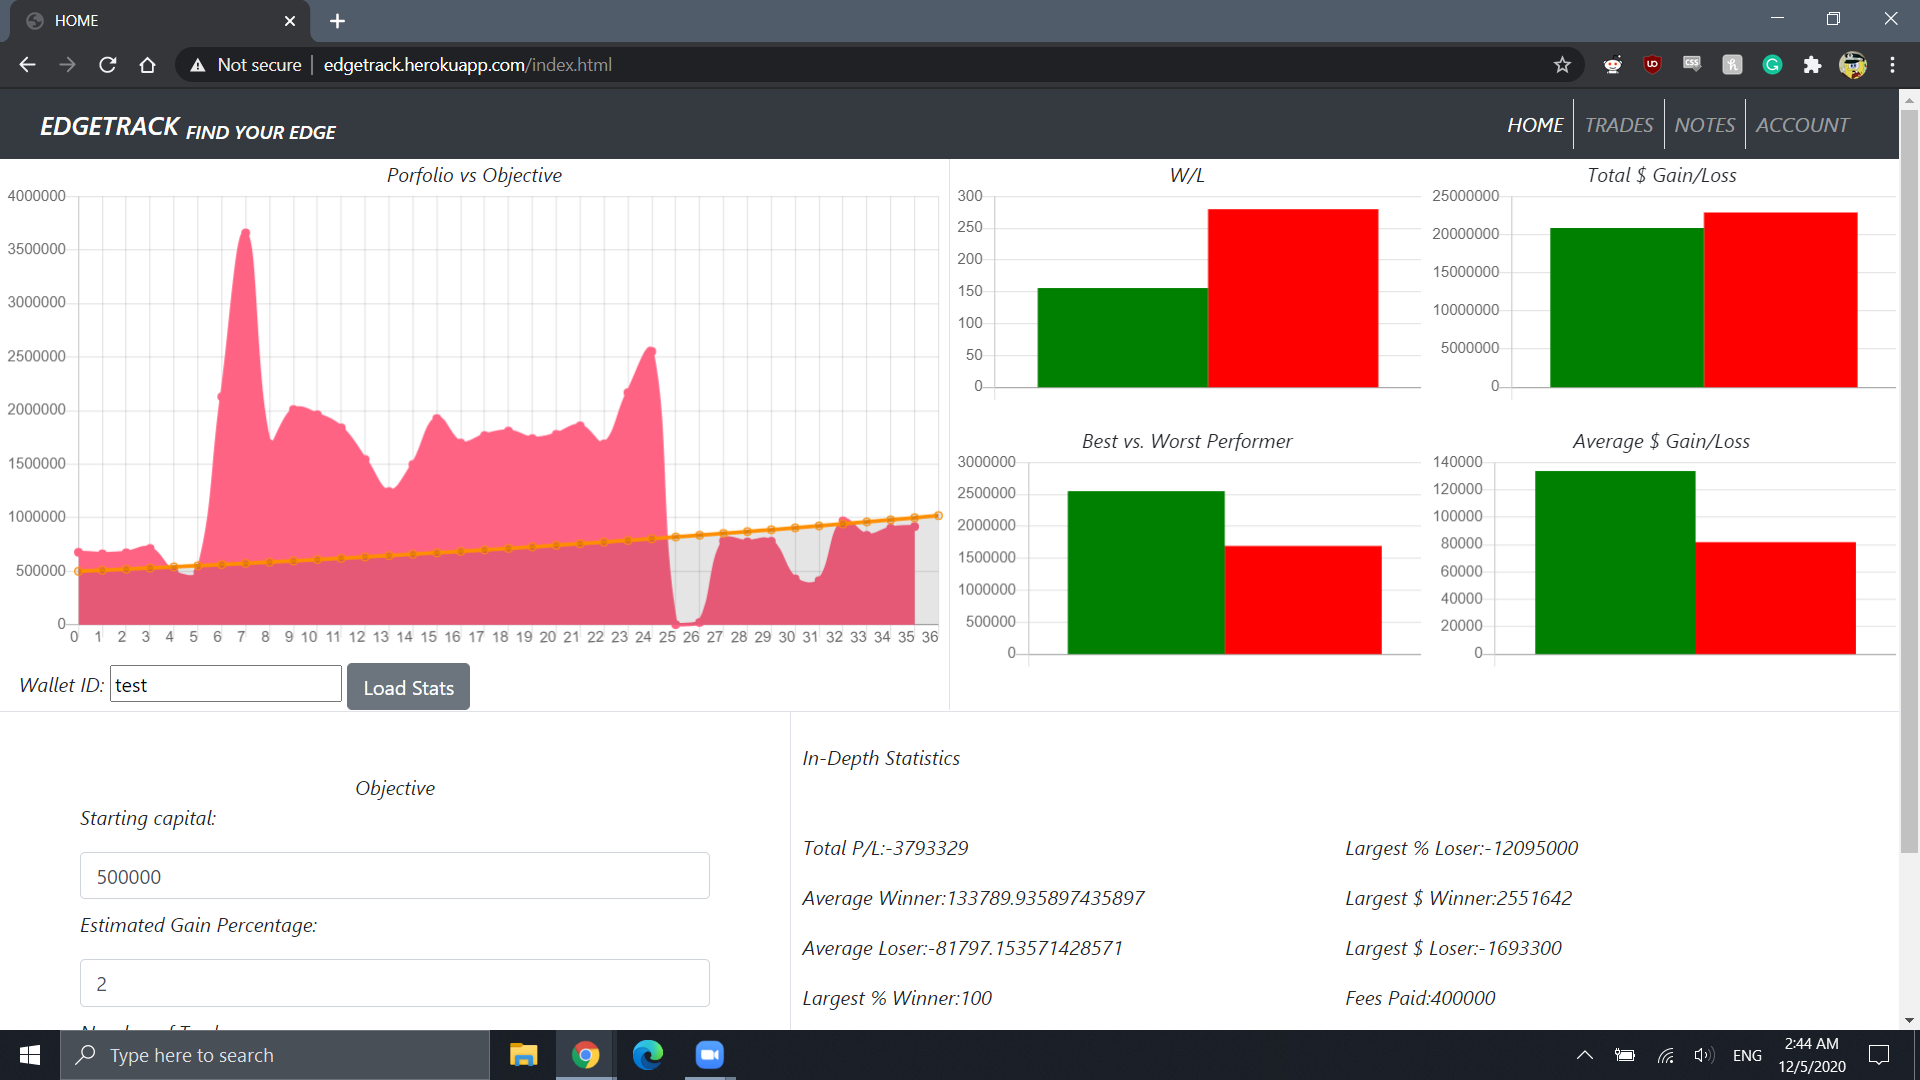 HOME
Not secure | edgetrack.herokuapp.com/index.html
EDGETRACK FIND YOUR EDGE
HOME TRADES NOTES ACCOUNT
Porfolio vs Objective
4000000
3500000
3000000
2500000
2000000
1500000
1000000
500000
0
0 1 2 3 4 5 6 7 8 9 10 11 12 13 14 15 16 17 18 19 20 21 22 23 24 25 26 27 28 29 30 31 32 33 34 35 36
Wallet ID: test Load Stats
W/L
300
250
200
150
100
50
0
Total $ Gain/Loss
25000000
20000000
15000000
10000000
5000000
0
Best vs. Worst Performer
3000000
2500000
2000000
1500000
1000000
500000
0
Average $ Gain/Loss
140000
120000
100000
80000
60000
40000
20000
0
Objective
Starting capital:
500000
Estimated Gain Percentage:
2
In-Depth Statistics
Total P/L:-3793329
Average Winner:133789.935897435897
Average Loser:-81797.153571428571
Largest % Winner:100
Largest % Loser:-12095000
Largest $ Winner:2551642
Largest $ Loser:-1693300
Fees Paid:400000
Type here to search
ENG
2:44 AM
12/5/2020